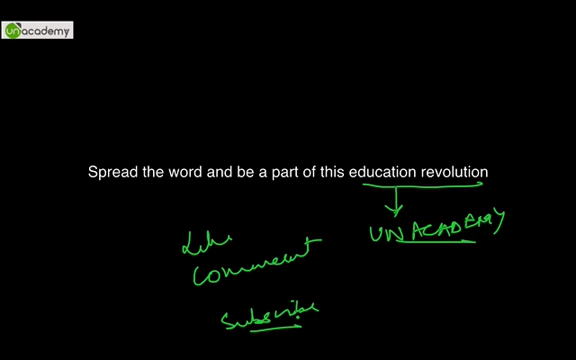 unacademy
Spread the word and be a part of this education revolution
UNACADEMY
Like
Comment
Subscribe